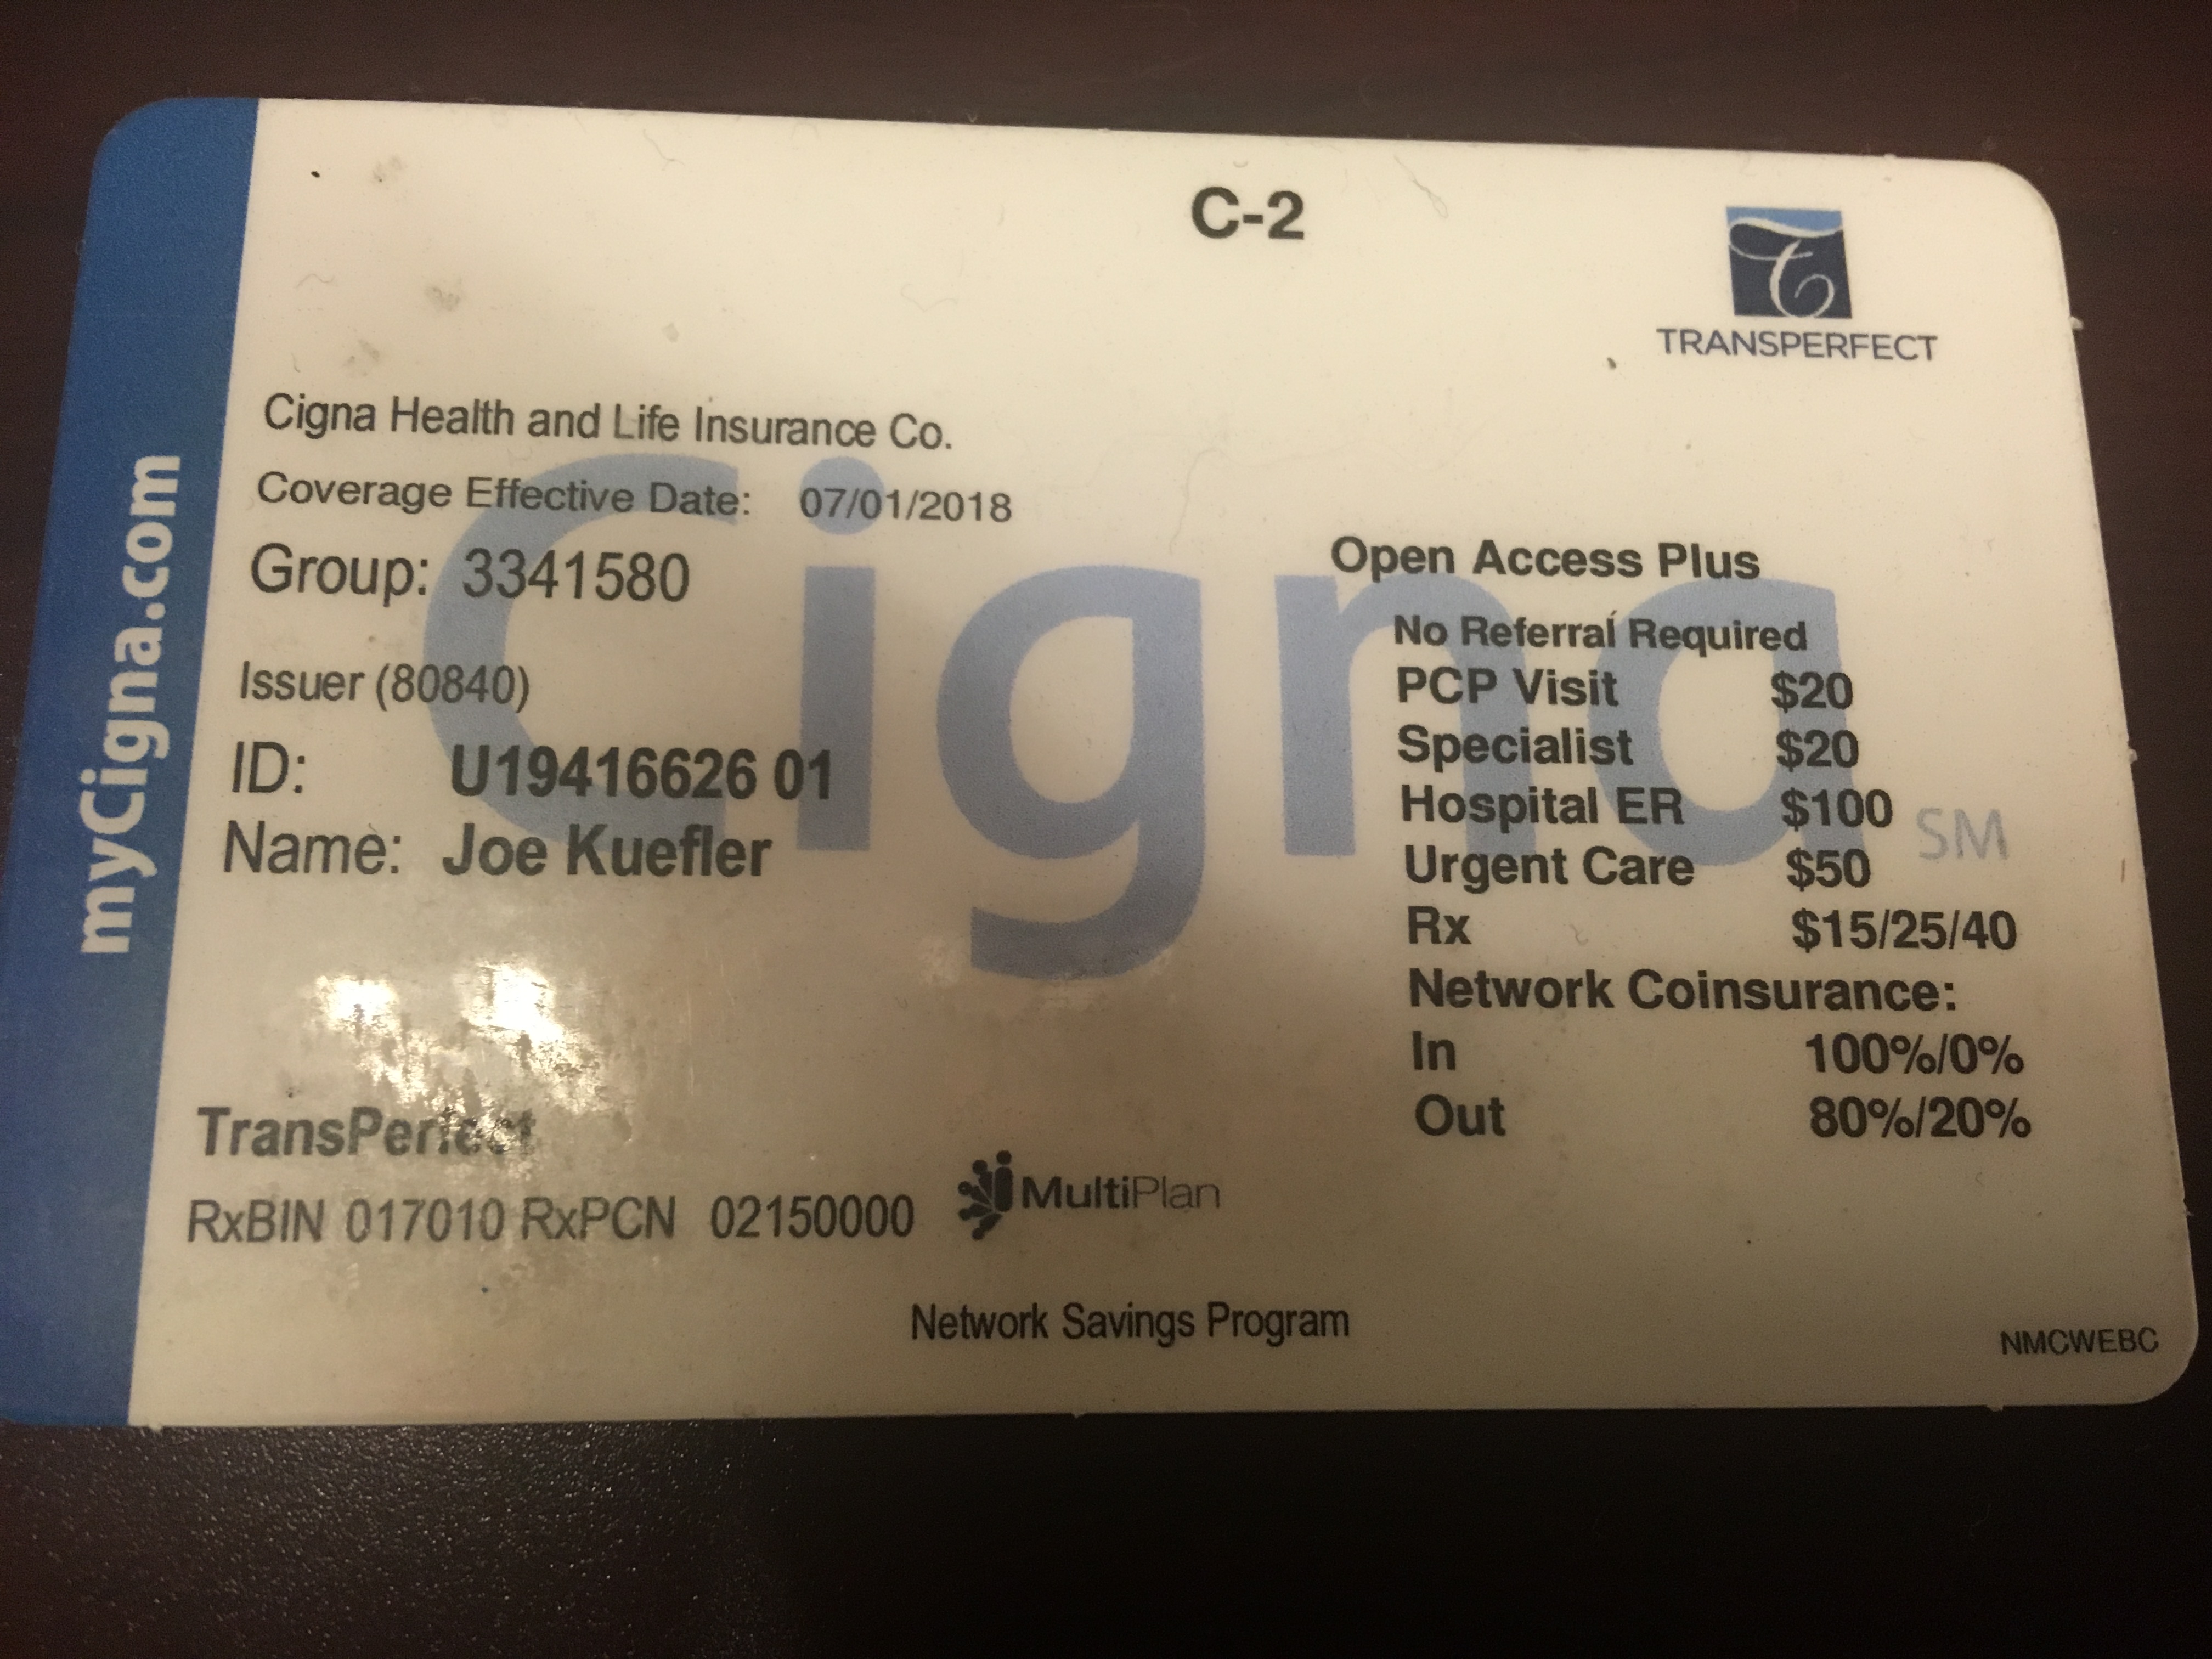 C-2
TRANSPERFECT
myCigna.com
Cigna
SM
Cigna Health and Life Insurance Co.
Coverage Effective Date: 07/01/2018
Group: 3341580
Issuer (80840)
ID: U19416626 01
Name: Joe Kuefler
Open Access Plus
No Referral Required
PCP Visit $20
Specialist $20
Hospital ER $100
Urgent Care $50
Rx $15/25/40
Network Coinsurance:
In 100%/0%
Out 80%/20%
TransPerfect
RxBIN 017010 RxPCN 02150000
MultiPlan
Network Savings Program
NMCWEBC